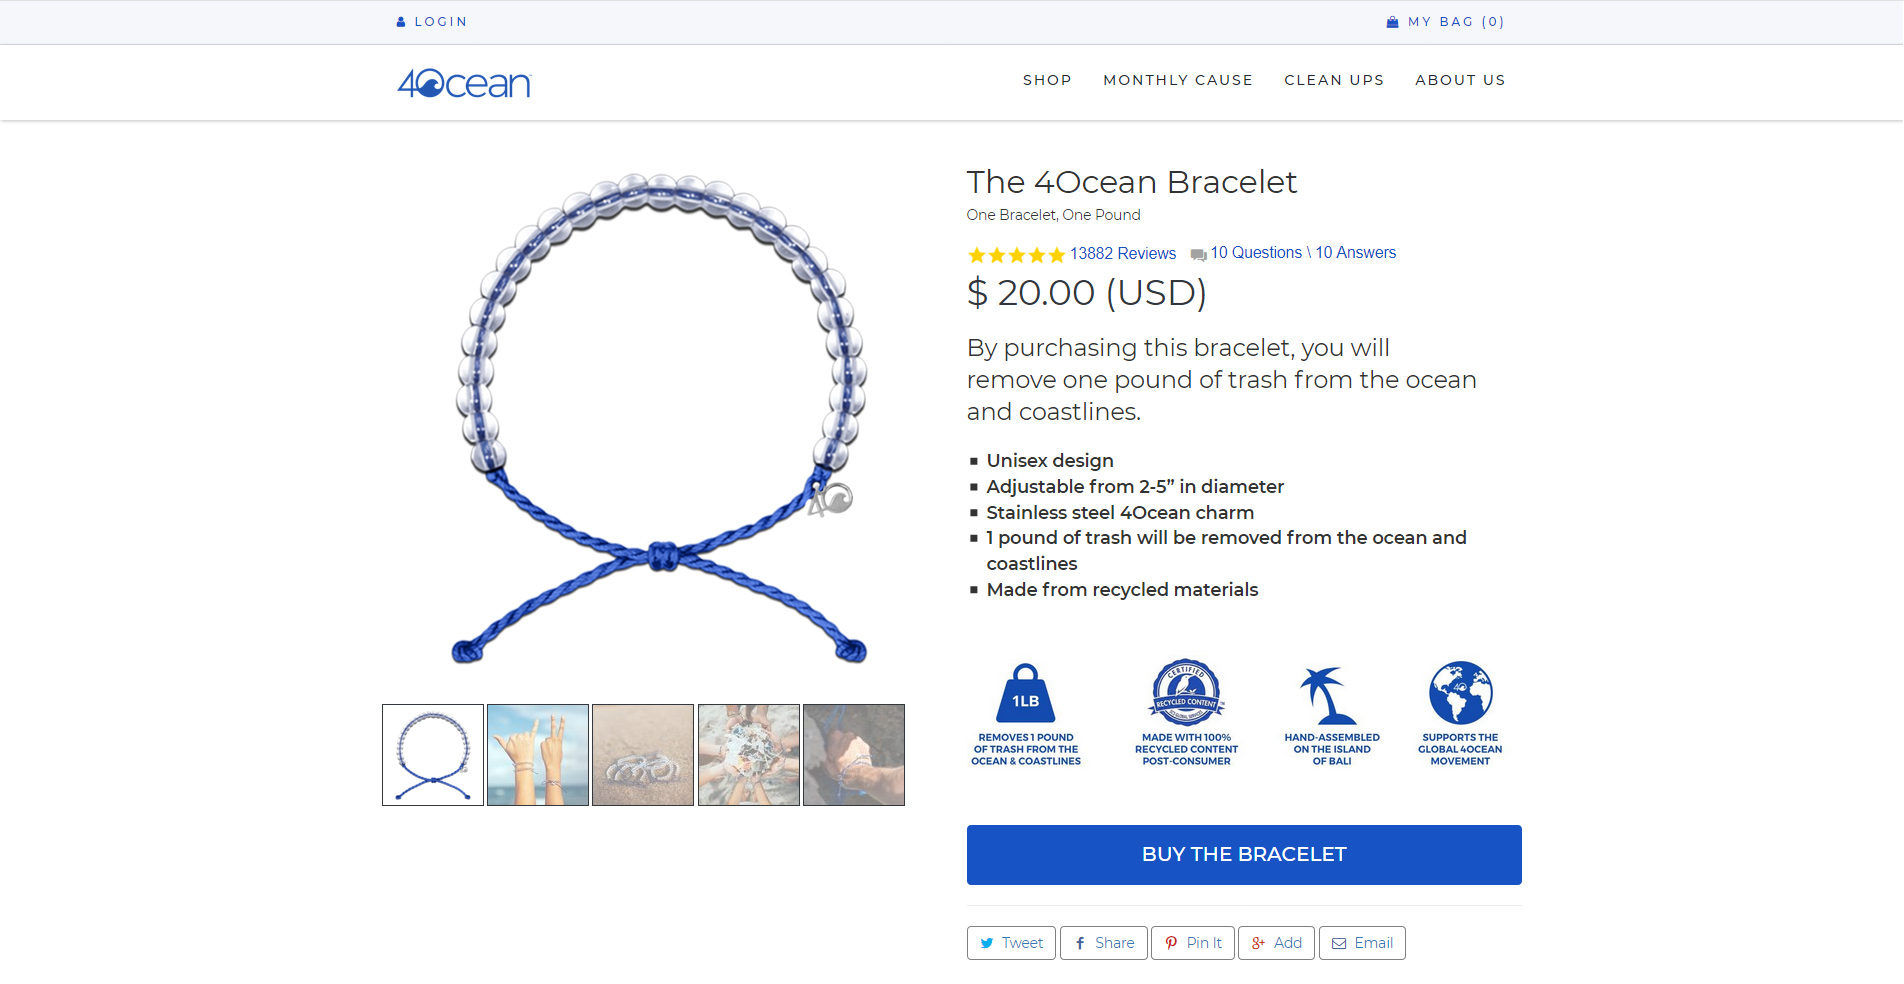 LOGIN
MY BAG (0)
4Ocean
SHOP
MONTHLY CAUSE
CLEAN UPS
ABOUT US
The 4Ocean Bracelet
One Bracelet, One Pound
13882 Reviews
10 Questions \ 10 Answers
$ 20.00 (USD)
By purchasing this bracelet, you will
remove one pound of trash from the ocean
and coastlines.
Unisex design
Adjustable from 2-5” in diameter
Stainless steel 4Ocean charm
1 pound of trash will be removed from the ocean and
coastlines
Made from recycled materials
4O
1LB
REMOVES 1 POUND
OF TRASH FROM THE
OCEAN & COASTLINES
CERTIFIED
RECYCLED CONTENT
MADE WITH 100%
RECYCLED CONTENT
POST-CONSUMER
HAND-ASSEMBLED
ON THE ISLAND
OF BALI
4O
SUPPORTS THE
GLOBAL 4OCEAN
MOVEMENT
BUY THE BRACELET
Tweet
Share
Pin It
Add
Email